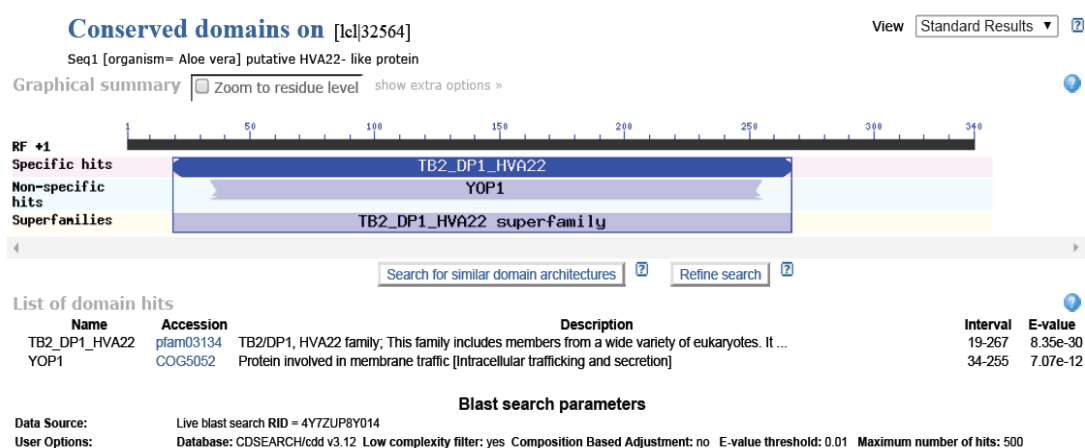 Conserved domains on [lcl|32564]
View Standard Results ▼ ?
Seq1 [organism= Aloe vera] putative HVA22- like protein
Graphical summary Zoom to residue level show extra options » ?
1 50 100 150 200 250 300 340
RF +1
Specific hits TB2_DP1_HVA22
Non-specific hits YOP1
Superfamilies TB2_DP1_HVA22 superfamily
Search for similar domain architectures ? Refine search ?
List of domain hits ?
Name Accession Description Interval E-value
TB2_DP1_HVA22 pfam03134 TB2/DP1, HVA22 family; This family includes members from a wide variety of eukaryotes. It ... 19-267 8.35e-30
YOP1 COG5052 Protein involved in membrane traffic [Intracellular trafficking and secretion] 34-255 7.07e-12
Blast search parameters
Data Source: Live blast search RID = 4Y7ZUP8Y014
User Options: Database: CDSEARCH/cdd v3.12 Low complexity filter: yes Composition Based Adjustment: no E-value threshold: 0.01 Maximum number of hits: 500